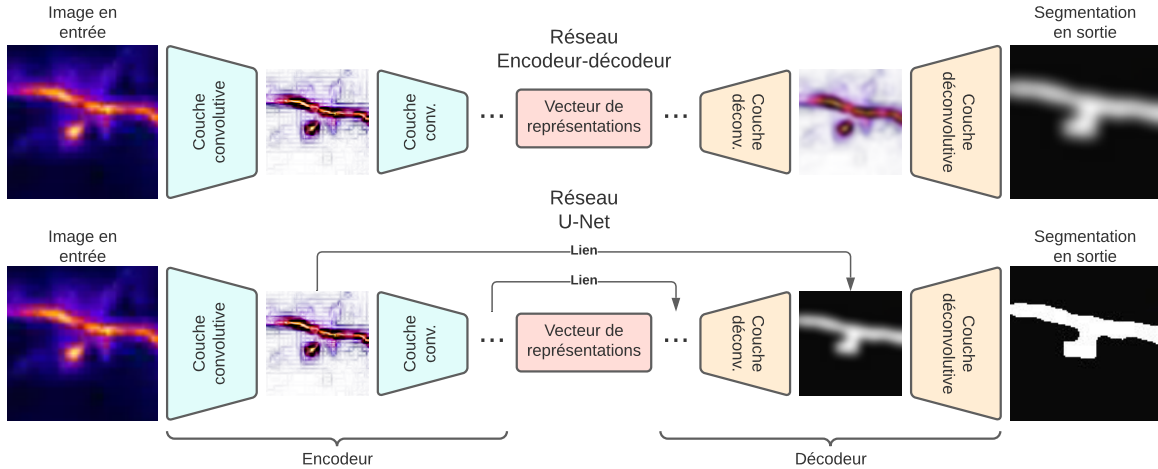 Image en
entrée
Couche
convolutive
Couche
conv.
Réseau
Encodeur-décodeur
...
Vecteur de
représentations
...
Couche
déconv.
Couche
déconvolutive
Segmentation
en sortie
Réseau
U-Net
Image en
entrée
Couche
convolutive
Lien
Lien
Couche
conv.
...
Vecteur de
représentations
...
Couche
déconv.
Couche
déconvolutive
Segmentation
en sortie
Encodeur
Décodeur